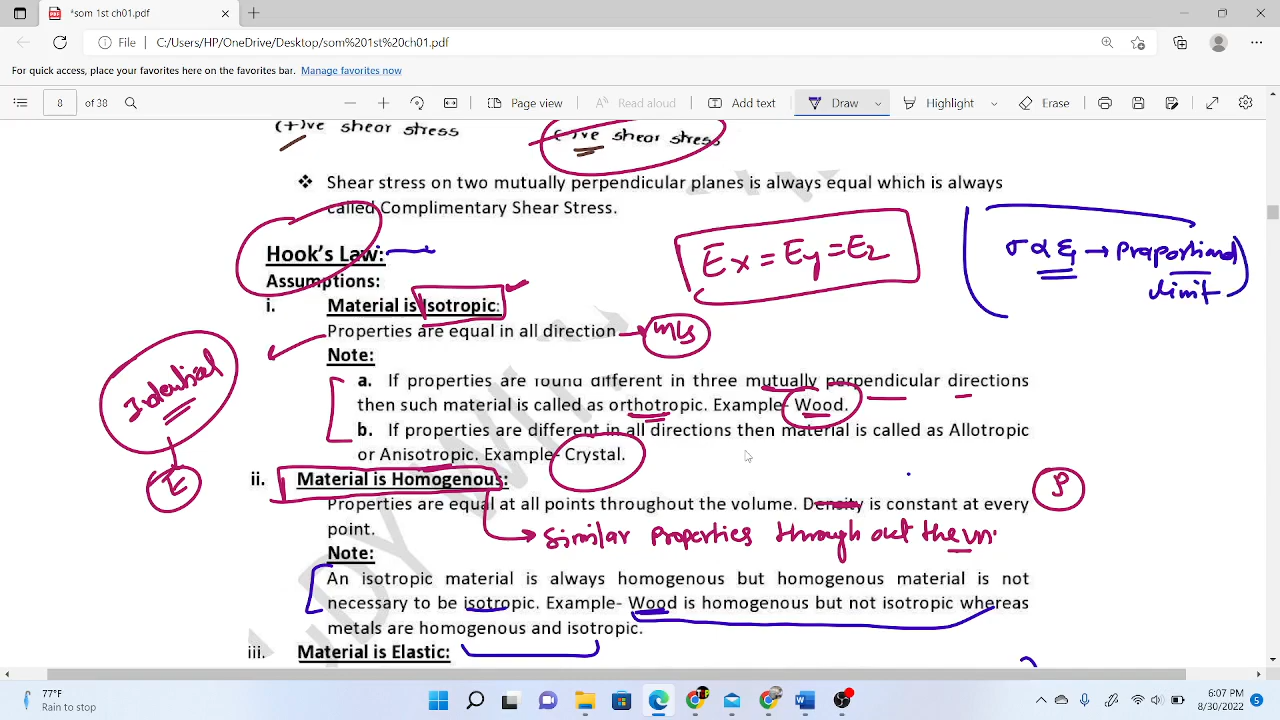 *som 1st ch01.pdf
File C:/Users/HP/OneDrive/Desktop/som%201st%20ch01.pdf
For quick access, place your favorites here on the favorites bar. Manage favorites now
8 of 38 Page view Read aloud Add text Draw Highlight Erase
(+)ve shear stress (-)ve shear stress
❖ Shear stress on two mutually perpendicular planes is always equal which is always
called Complimentary Shear Stress.
Hook's Law:
Ex = Ey = Ez
σ α ε → Proportional
limit
Assumptions:
i. Material is Isotropic:
Properties are equal in all direction
Note:
Identical
E
a. If properties are found different in three mutually perpendicular directions
then such material is called as orthotropic. Example- Wood.
b. If properties are different in all directions then material is called as Allotropic
or Anisotropic. Example- Crystal.
ii. Material is Homogenous:
Properties are equal at all points throughout the volume. Density is constant at every
point.
Similar Properties through out the
ρ
Note:
An isotropic material is always homogenous but homogenous material is not
necessary to be isotropic. Example- Wood is homogenous but not isotropic whereas
metals are homogenous and isotropic.
iii. Material is Elastic:
77°F
Rain to stop
6:07 PM
8/30/2022
5